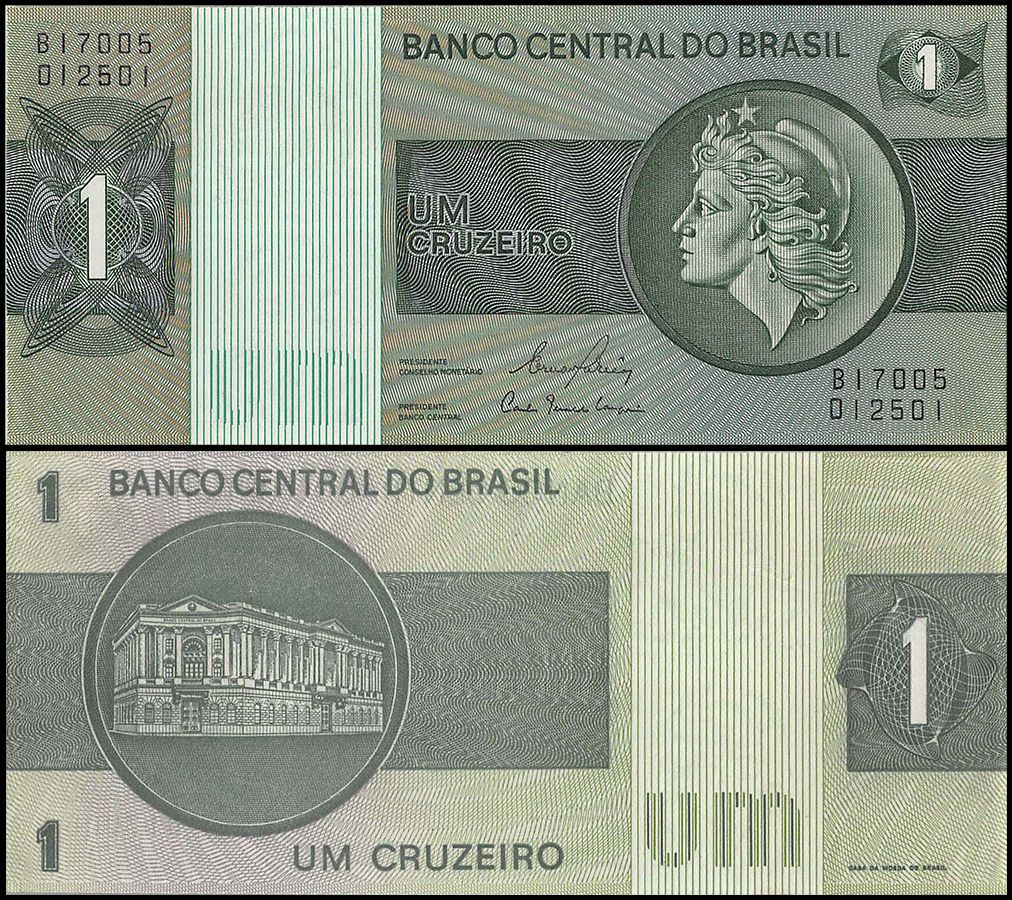 B17005
012501
BANCO CENTRAL DO BRASIL
1
1
UM
CRUZEIRO
PRESIDENTE
CONSELHO MONETÁRIO
PRESIDENTE
BANCO CENTRAL
B17005
012501
UM
1
BANCO CENTRAL DO BRASIL
BANCO CENTRAL DO BRASIL
1
um
1
UM CRUZEIRO
CASA DA MOEDA DO BRASIL